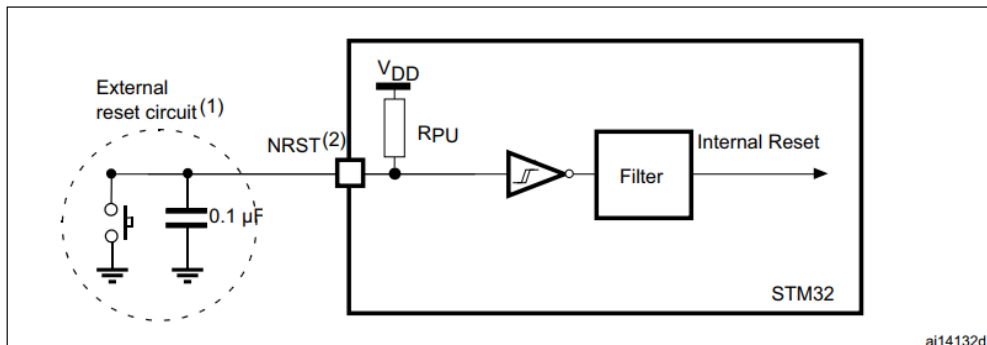 External
reset circuit(1)
VDD
NRST(2)
RPU
Internal Reset
Filter
0.1 µF
STM32
ai14132d